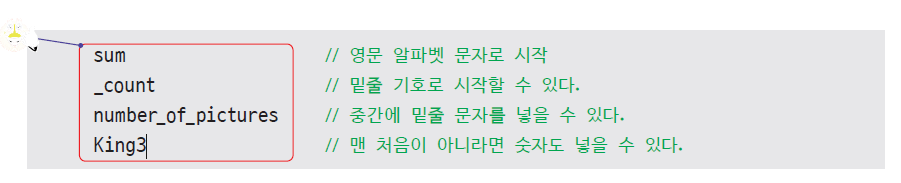 sum // 영문 알파벳 문자로 시작
_count // 밑줄 기호로 시작할 수 있다.
number_of_pictures // 중간에 밑줄 문자를 넣을 수 있다.
King3 // 맨 처음이 아니라면 숫자도 넣을 수 있다.